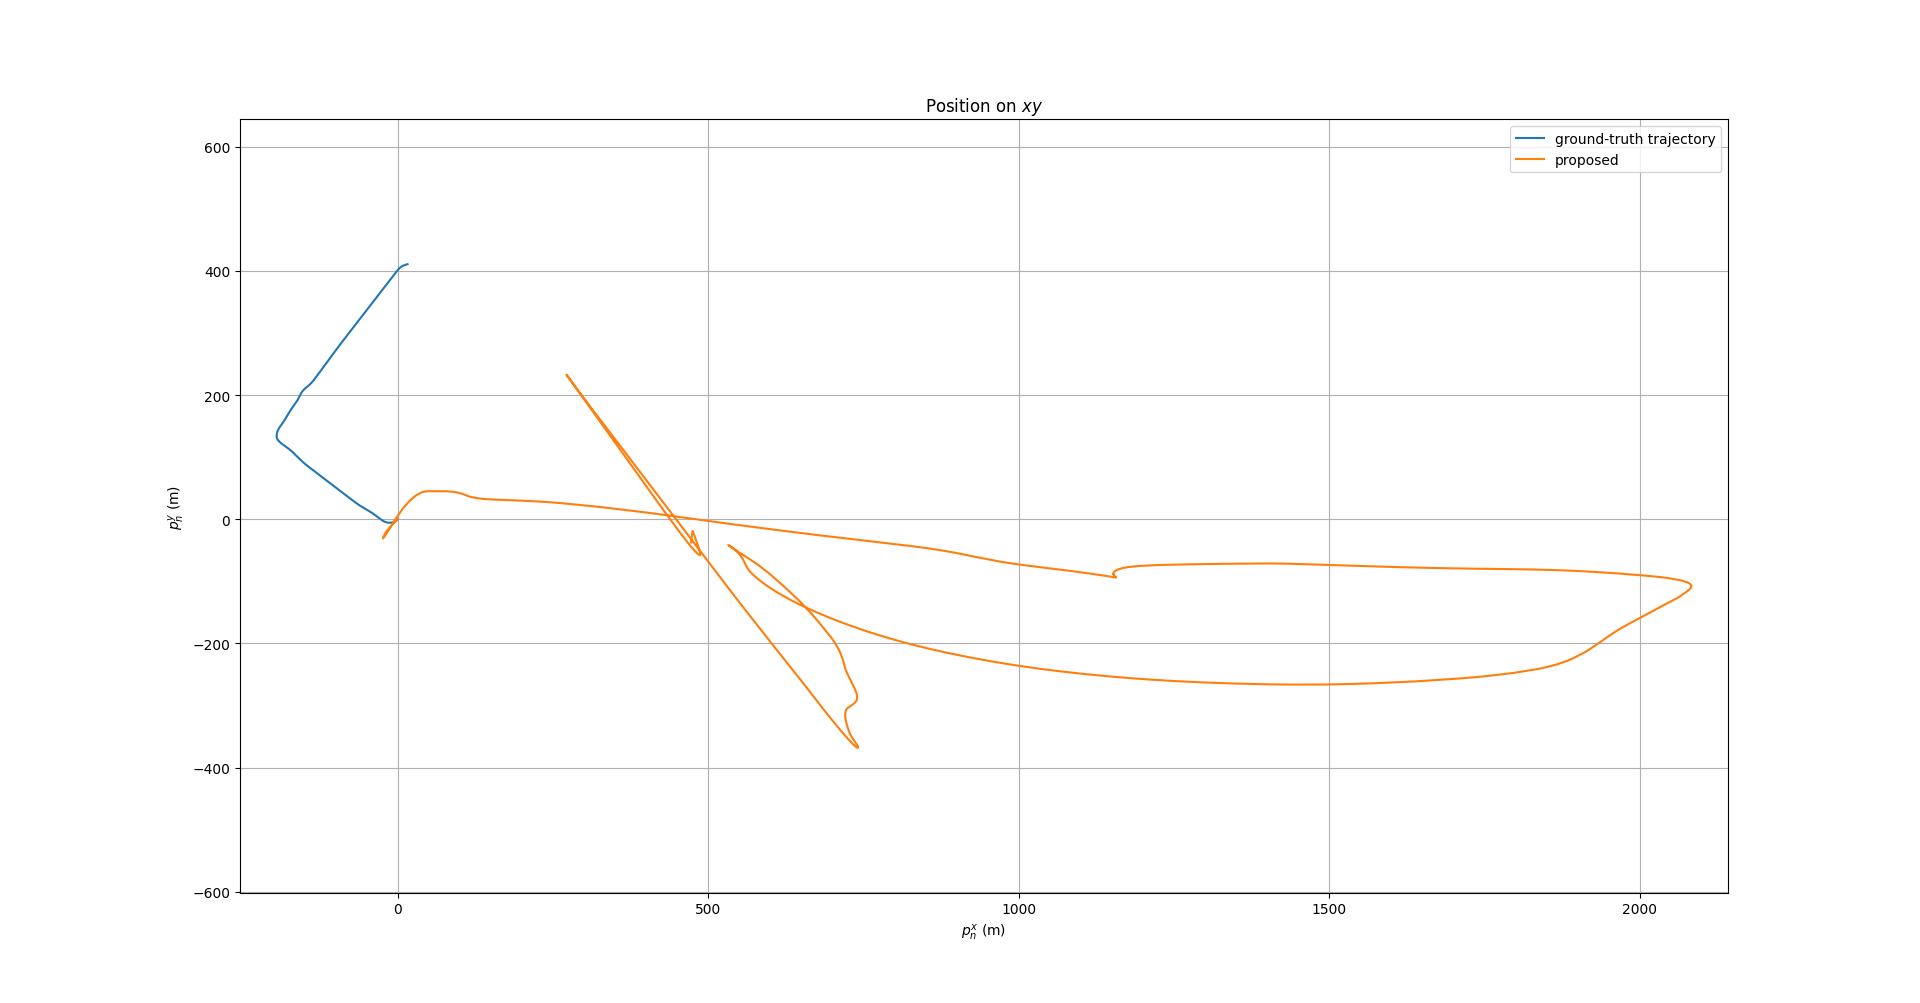 Position on xy
ground-truth trajectory
proposed
600
400
200
0
−200
−400
−600
p_n^y (m)
0 500 1000 1500 2000
p_n^x (m)